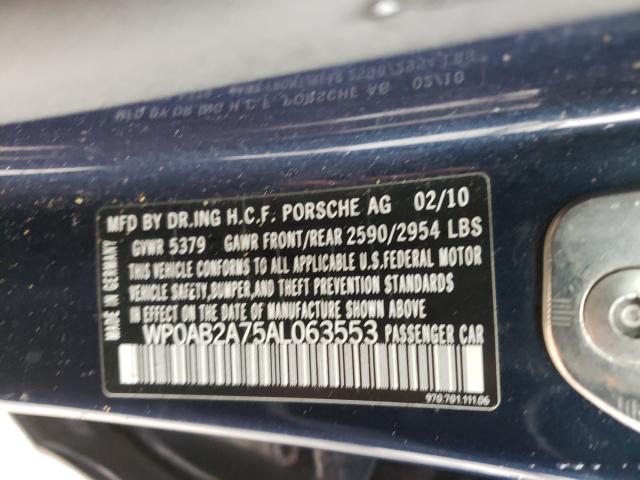 MFD BY DR.ING H.C.F. PORSCHE AG 02/10
GVWR 5379 GAWR FRONT/REAR 2590/2954 LBS
THIS VEHICLE CONFORMS TO ALL APPLICABLE U.S.FEDERAL MOTOR
VEHICLE SAFETY,BUMPER,AND THEFT PREVENTION STANDARDS
IN EFFECT ON THE DATE OF MANUFACTURE SHOWN ABOVE.
WP0AB2A75AL063553 PASSENGER CAR
MADE IN GERMANY
970.701.111.06